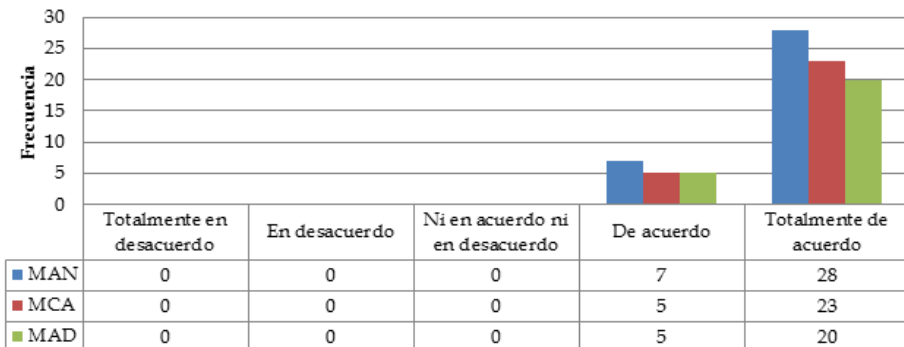 30
25
20
15
10
5
0
Frecuencia
Totalmente en
desacuerdo
En desacuerdo
Ni en acuerdo ni
en desacuerdo
De acuerdo
Totalmente de
acuerdo
MAN 0 0 0 7 28
MCA 0 0 0 5 23
MAD 0 0 0 5 20